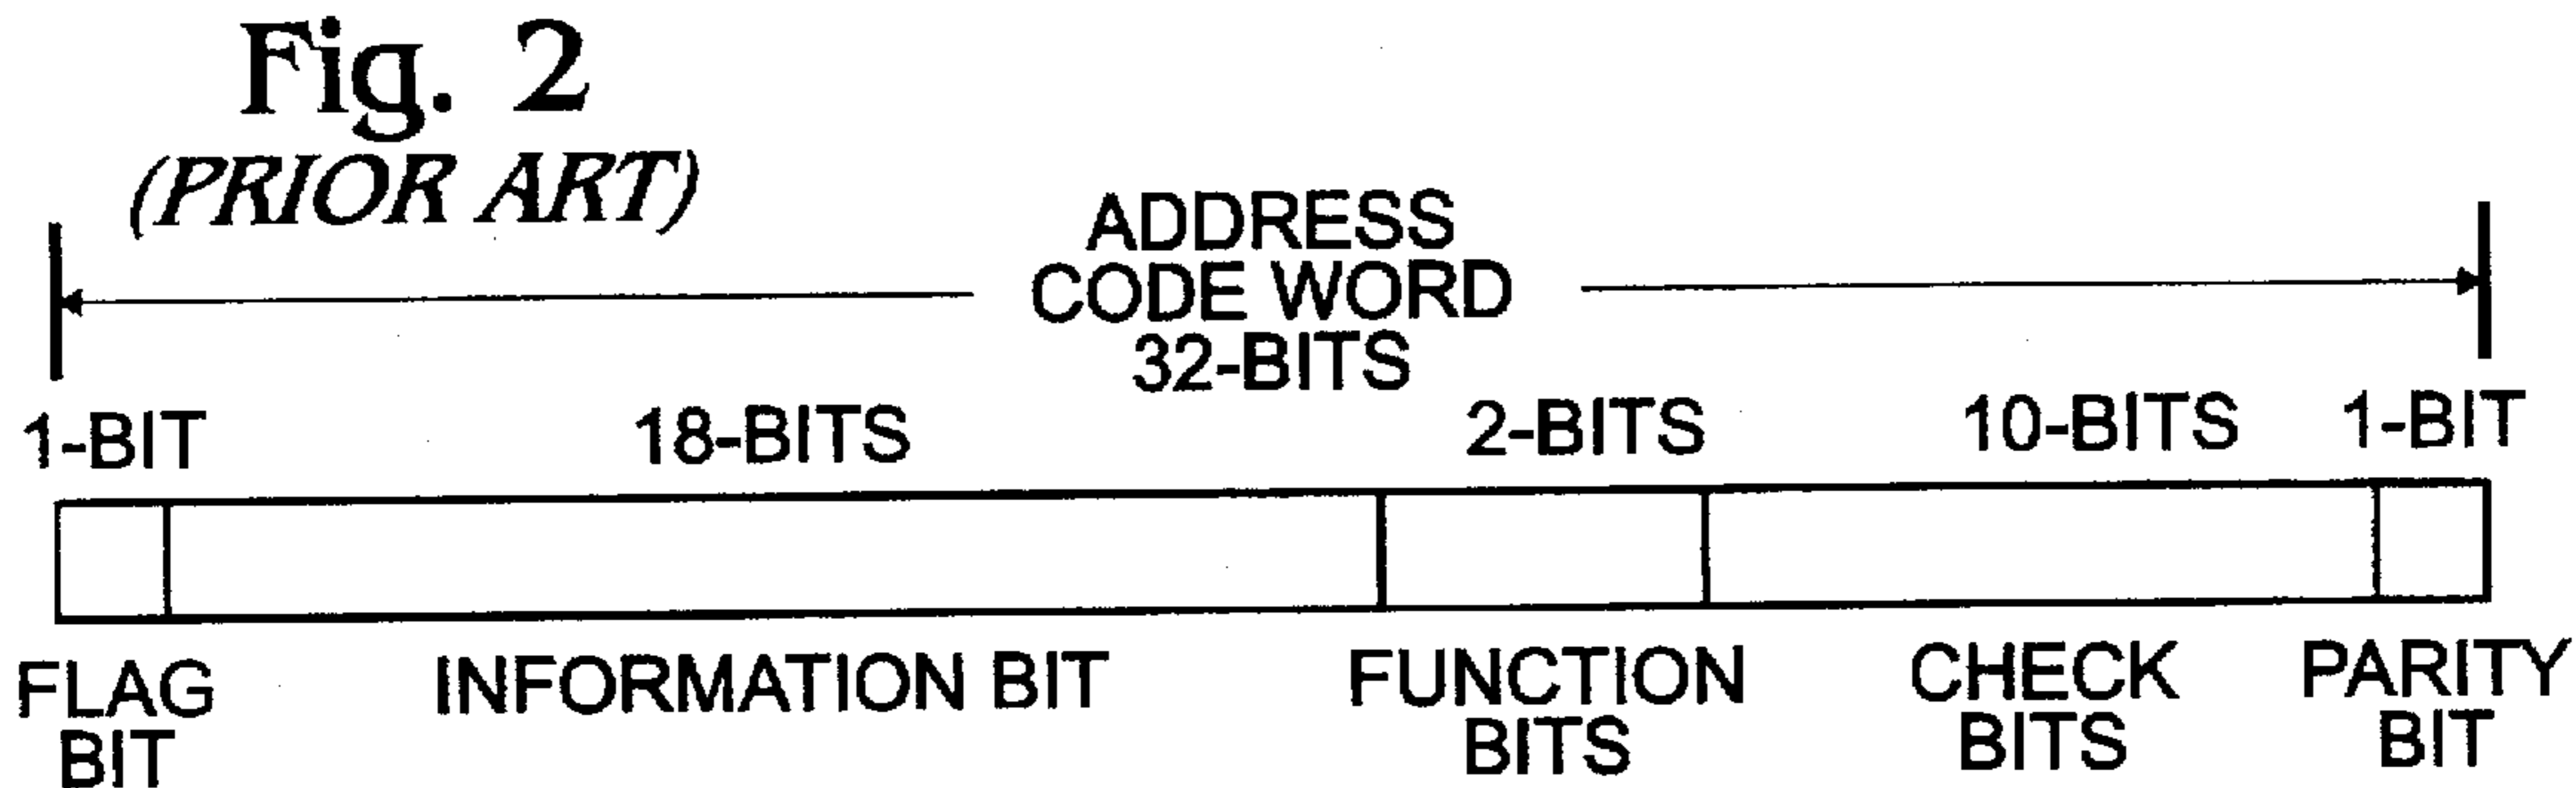 Fig. 2
(PRIOR ART)
ADDRESS
CODE WORD
32-BITS
1-BIT 18-BITS 2-BITS 10-BITS 1-BIT
FLAG BIT
INFORMATION BIT
FUNCTION BITS
CHECK BITS
PARITY BIT